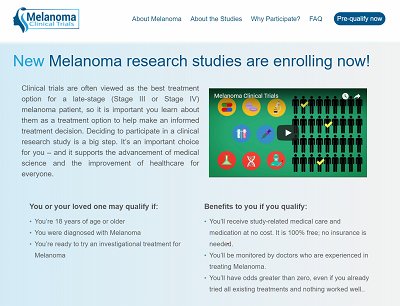 Melanoma
Clinical Trials
About Melanoma
About the Studies
Why Participate?
FAQ
Pre-qualify now
New Melanoma research studies are enrolling now!
Clinical trials are often viewed as the best treatment
option for a late-stage (Stage III or Stage IV)
melanoma patient, so it is important you learn about
them as a treatment option to help make an informed
treatment decision. Deciding to participate in a clinical
research study is a big step. It's an important choice
for you – and it supports the advancement of medical
science and the improvement of healthcare for
everyone.
Melanoma Clinical Trials
You or your loved one may qualify if:
You're 18 years of age or older
You were diagnosed with Melanoma
You're ready to try an investigational treatment for
Melanoma
Benefits to you if you qualify:
You'll receive study-related medical care and
medication at no cost. It is 100% free; no insurance is
needed.
You'll be monitored by doctors who are experienced in
treating Melanoma.
You'll have odds greater than zero, even if you already
tried all existing treatments and nothing worked well..